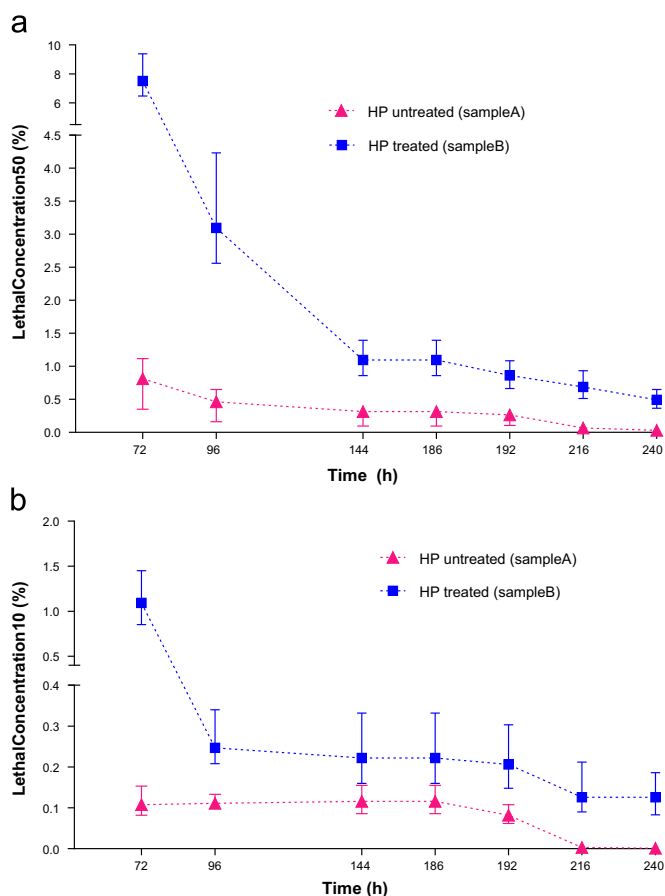 a
10
8
6
4.5
4.0
3.5
3.0
2.5
2.0
1.5
1.0
0.5
0.0
LethalConcentration50 (%)
HP untreated (sampleA)
HP treated (sampleB)
72 96 144 186 192 216 240
Time (h)
b
2.0
1.5
1.0
0.5
0.4
0.3
0.2
0.1
0.0
LethalConcentration10 (%)
HP untreated (sampleA)
HP treated (sampleB)
72 96 144 186 192 216 240
Time (h)